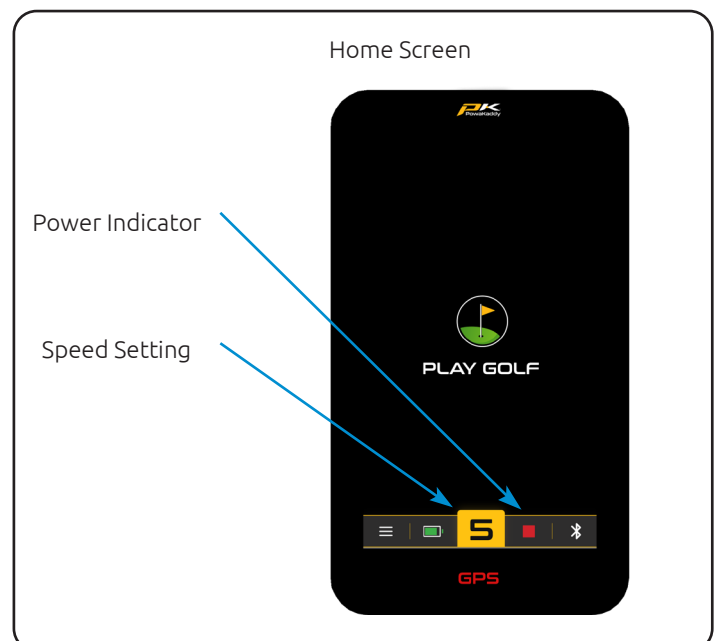 Home Screen
PK
PowaKaddy
Power Indicator
Speed Setting
PLAY GOLF
5
GPS